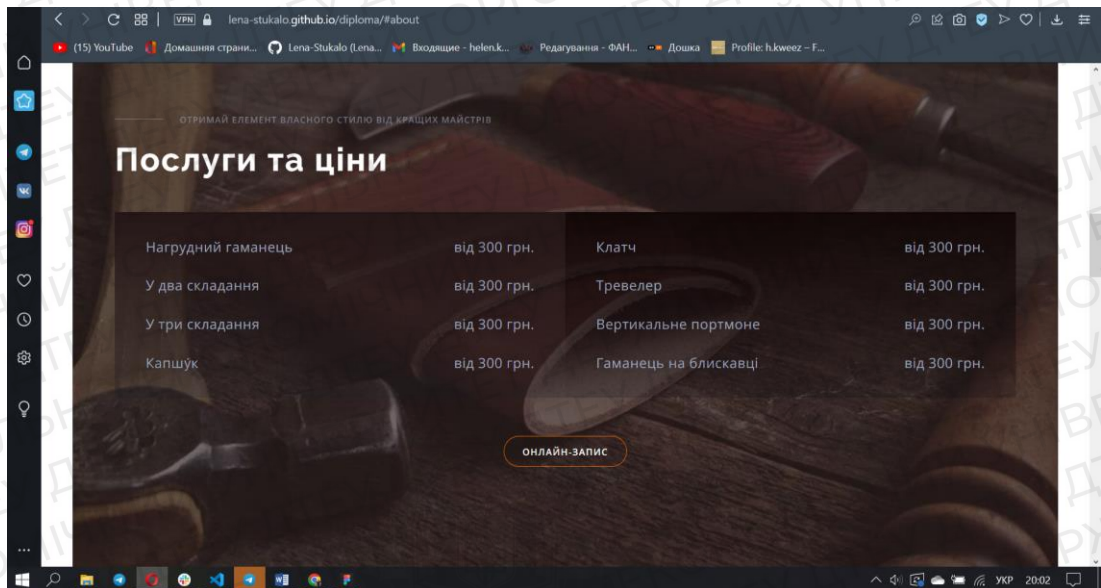 VPN lena-stukalo.github.io/diploma/#about
(15) YouTube Домашняя страни... Lena-Stukalo (Lena... Входящие - helen.k... Редагування - ФАН... Дошка Profile: h.kweez – F...
ОТРИМАЙ ЕЛЕМЕНТ ВЛАСНОГО СТИЛЮ ВІД КРАЩИХ МАЙСТРІВ
Послуги та ціни
Нагрудний гаманець від 300 грн. Клатч від 300 грн.
У два складання від 300 грн. Тревелер від 300 грн.
У три складання від 300 грн. Вертикальне портмоне від 300 грн.
Капшу́к від 300 грн. Гаманець на блискавці від 300 грн.
ОНЛАЙН-ЗАПИС
УКР 20:02